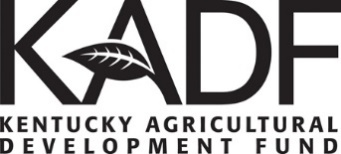 KADF
KENTUCKY AGRICULTURAL
DEVELOPMENT FUND